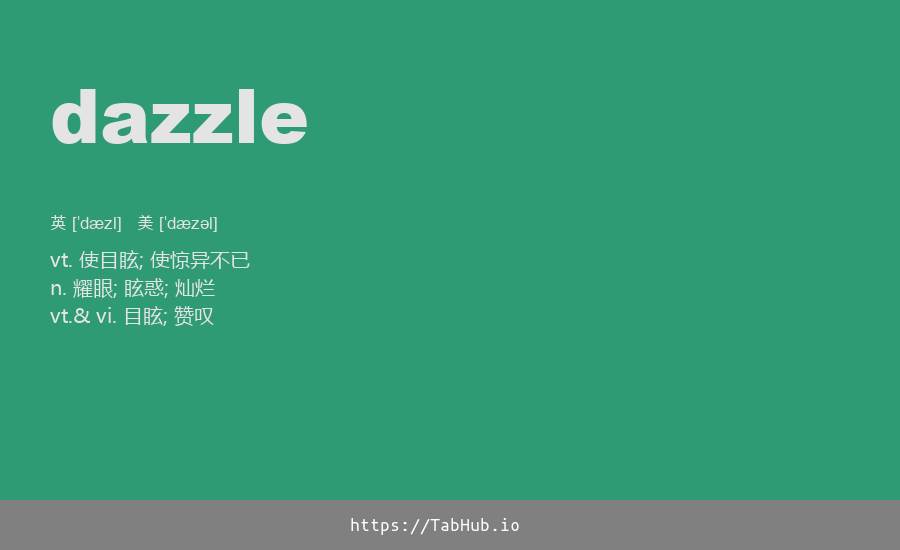 dazzle
英 [ˈdæzl] 美 [ˈdæzəl]
vt. 使目眩; 使惊异不已
n. 耀眼; 眩惑; 灿烂
vt.& vi. 目眩; 赞叹
https://TabHub.io